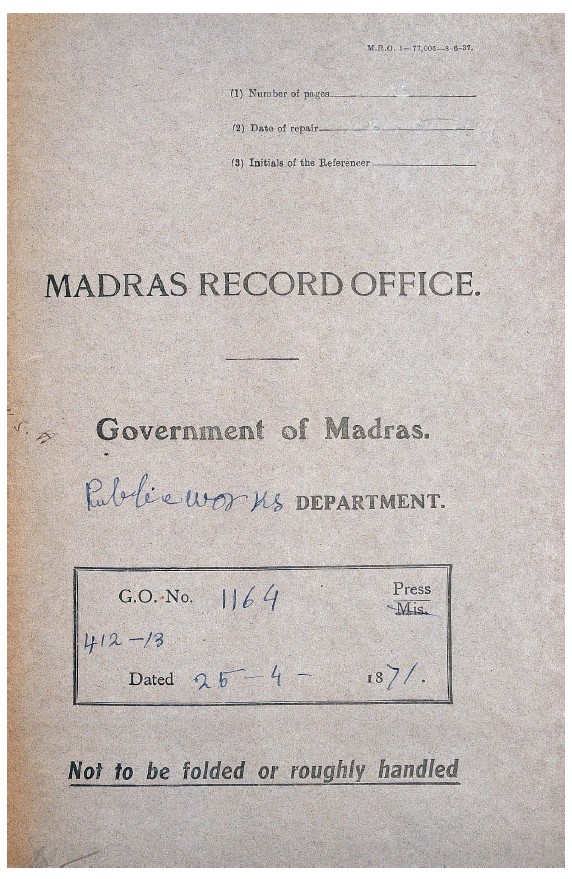 M.R.O. 1—77,006—3-6-37.
(1) Number of pages
(2) Date of repair
(3) Initials of the Referencer
MADRAS RECORD OFFICE.
Government of Madras.
Public works DEPARTMENT.
G.O. No. 1164 Press
Mis.
412-13
Dated 25-4- 1871.
Not to be folded or roughly handled